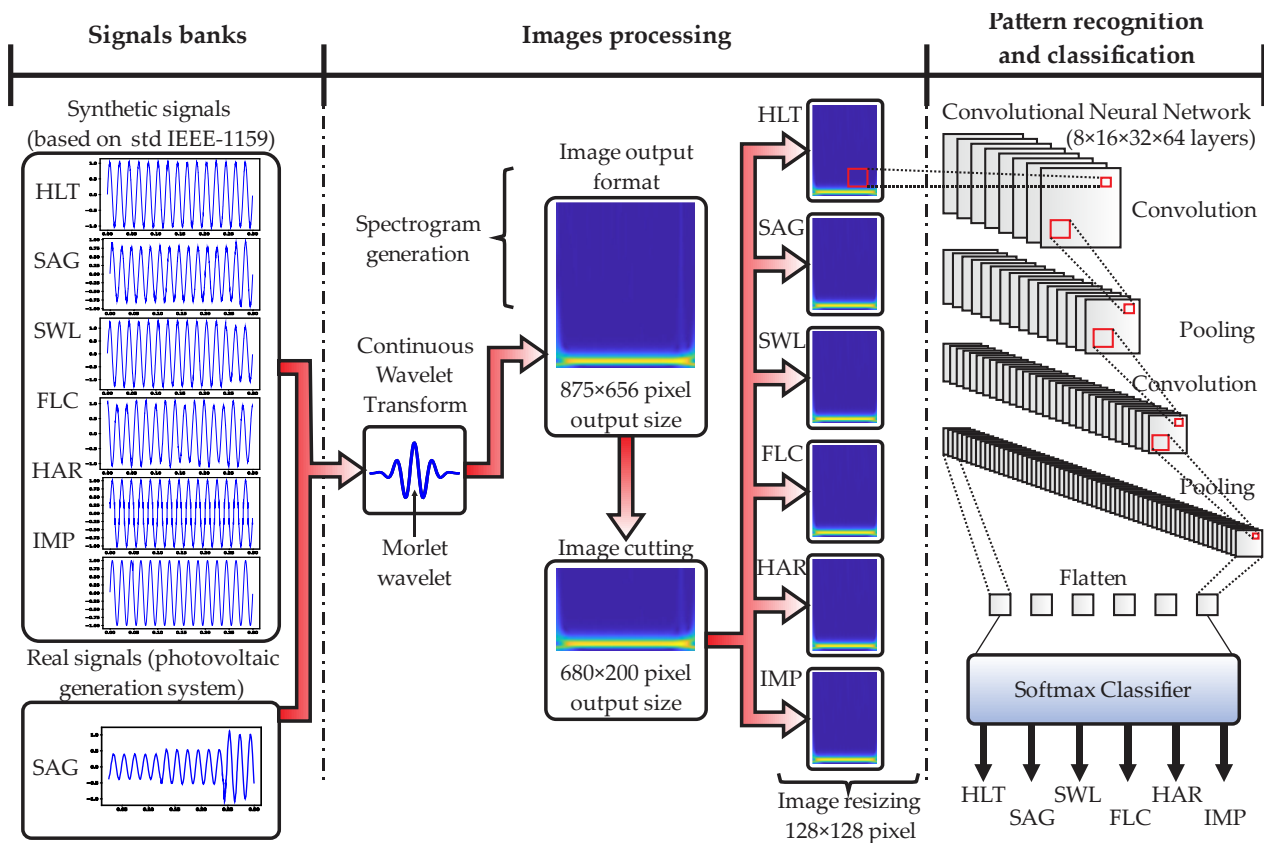 Signals banks
Images processing
Pattern recognition
and classification
Synthetic signals
(based on std IEEE-1159)
HLT
SAG
SWL
FLC
HAR
IMP
Real signals (photovoltaic
generation system)
SAG
Spectrogram
generation
Continuous
Wavelet
Transform
Morlet
wavelet
Image output
format
875×656 pixel
output size
Image cutting
680×200 pixel
output size
HLT
SAG
SWL
FLC
HAR
IMP
Image resizing
128×128 pixel
Convolutional Neural Network
(8×16×32×64 layers)
Convolution
Pooling
Convolution
Pooling
Flatten
Softmax Classifier
HLT
SAG
SWL
FLC
HAR
IMP